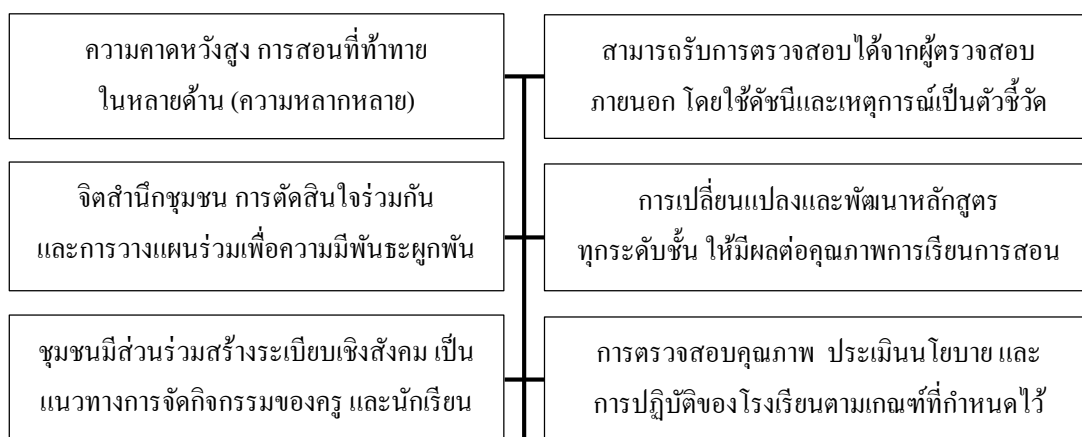 ความคาดหวังสูง การสอนที่ท้าทาย
ในหลายด้าน (ความหลากหลาย)
สามารถรับการตรวจสอบได้จากผู้ตรวจสอบ
ภายนอก โดยใช้ดัชนีและเหตุการณ์เป็นตัวชี้วัด
จิตสำนึกชุมชน การตัดสินใจร่วมกัน
และการวางแผนร่วมเพื่อความมีพันธะผูกพัน
การเปลี่ยนแปลงและพัฒนาหลักสูตร
ทุกระดับชั้น ให้มีผลต่อคุณภาพการเรียนการสอน
ชุมชนมีส่วนร่วมสร้างระเบียบเชิงสังคม เป็น
แนวทางการจัดกิจกรรมของครู และนักเรียน
การตรวจสอบคุณภาพ ประเมินนโยบาย และ
การปฏิบัติของโรงเรียนตามเกณฑ์ที่กำหนดไว้